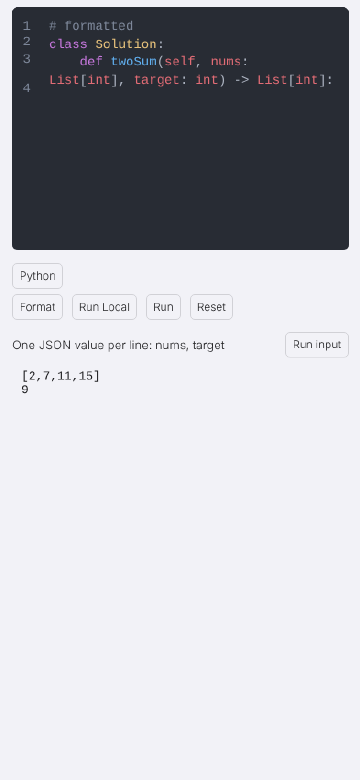 1 # formatted
2 class Solution:
3     def twoSum(self, nums:
List[int], target: int) -> List[int]:
4
Python
Format Run Local Run Reset
One JSON value per line: nums, target Run input
[2,7,11,15]
9